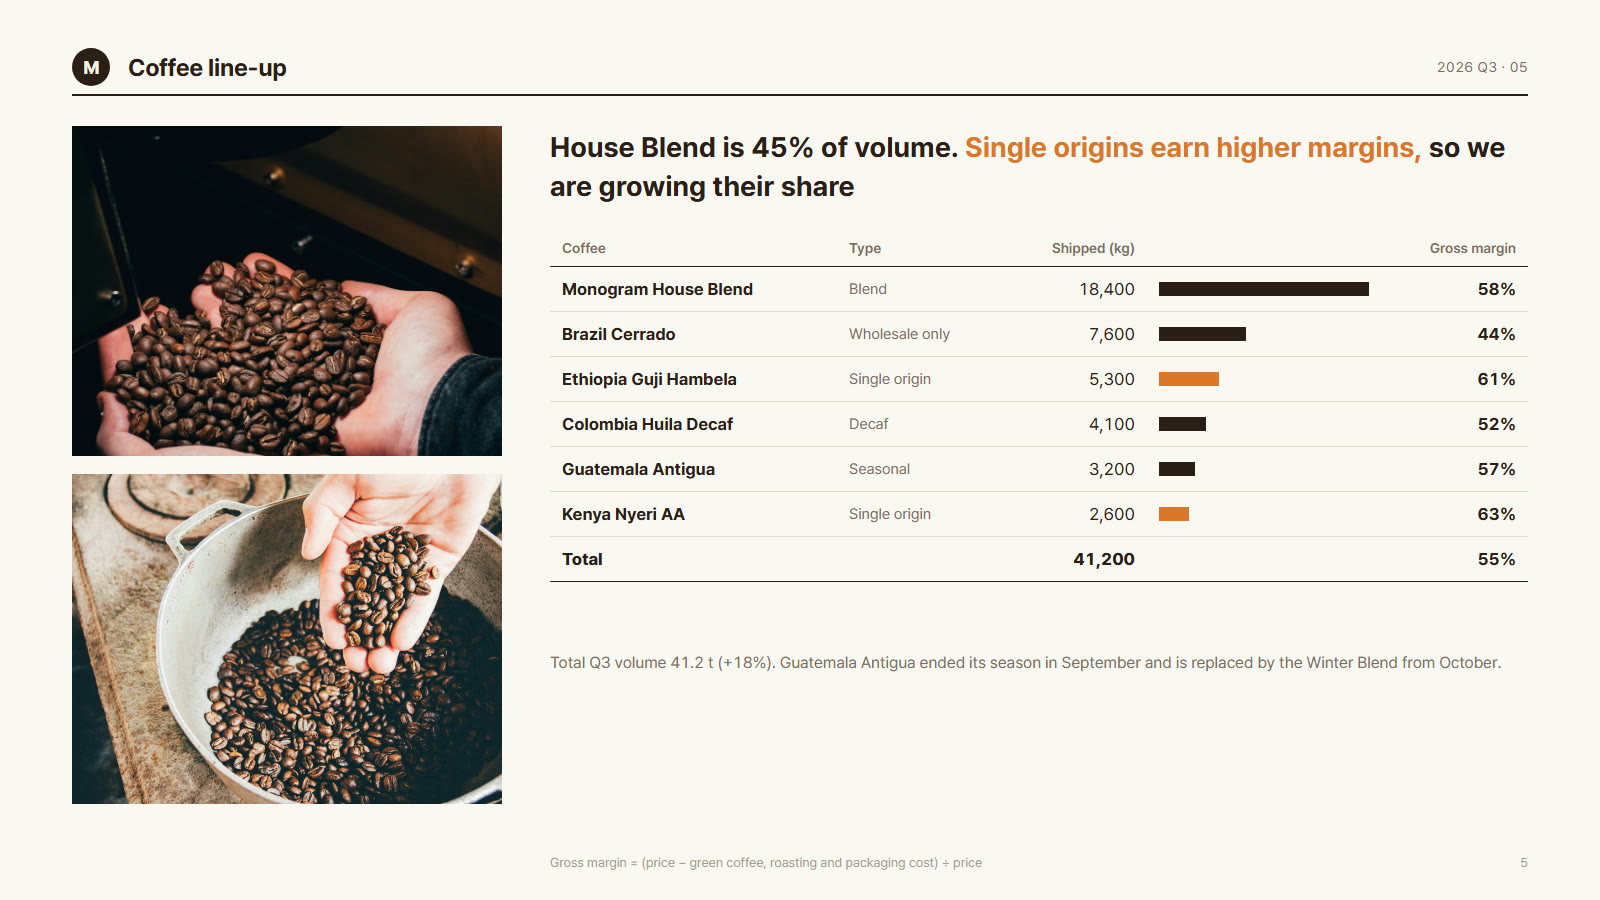 M
Coffee line-up
2026 Q3 · 05
House Blend is 45% of volume. Single origins earn higher margins, so we
are growing their share
Coffee Type Shipped (kg) Gross margin
Monogram House Blend Blend 18,400 58%
Brazil Cerrado Wholesale only 7,600 44%
Ethiopia Guji Hambela Single origin 5,300 61%
Colombia Huila Decaf Decaf 4,100 52%
Guatemala Antigua Seasonal 3,200 57%
Kenya Nyeri AA Single origin 2,600 63%
Total 41,200 55%
Total Q3 volume 41.2 t (+18%). Guatemala Antigua ended its season in September and is replaced by the Winter Blend from October.
Gross margin = (price − green coffee, roasting and packaging cost) ÷ price
5